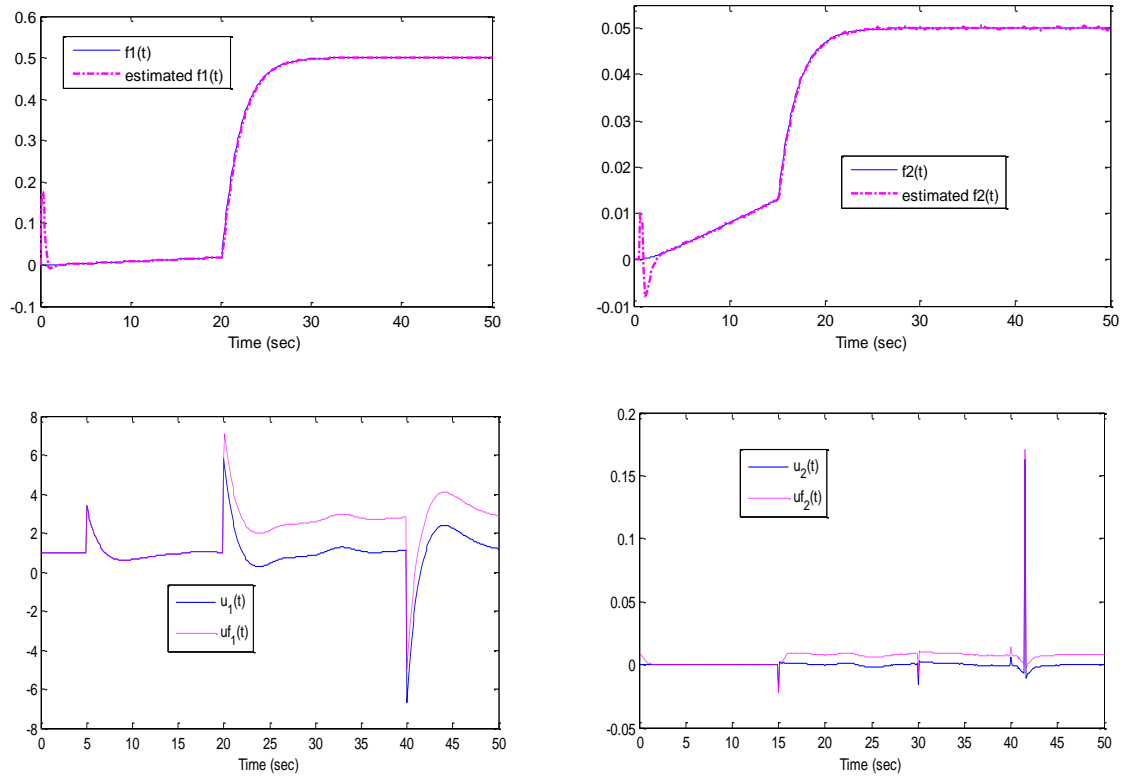 0.6
0.5
0.4
0.3
0.2
0.1
0
-0.1
f1(t)
estimated f1(t)
0 10 20 30 40 50
Time (sec)
0.05
0.04
0.03
0.02
0.01
0
-0.01
f2(t)
estimated f2(t)
0 10 20 30 40 50
Time (sec)
8
6
4
2
0
-2
-4
-6
-8
u1(t)
uf1(t)
0 5 10 15 20 25 30 35 40 45 50
Time (sec)
0.2
0.15
0.1
0.05
0
-0.05
u2(t)
uf2(t)
0 5 10 15 20 25 30 35 40 45 50
Time (sec)